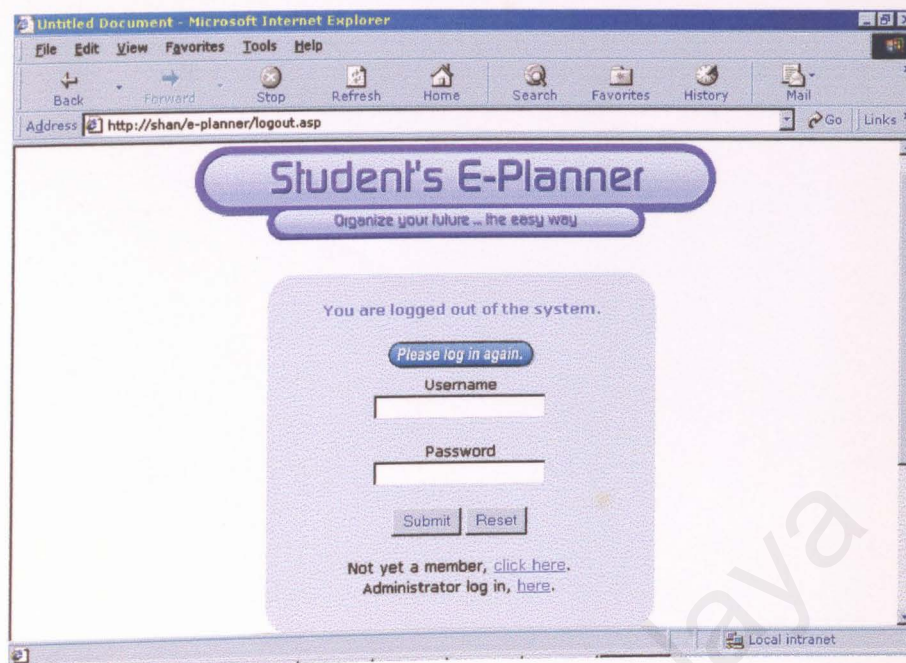 Untitled Document - Microsoft Internet Explorer
File Edit View Favorites Tools Help
Back Forward Stop Refresh Home Search Favorites History Mail
Address http://shan/e-planner/logout.asp Go Links
Student's E-Planner
Organize your future ... the easy way
You are logged out of the system.
Please log in again.
Username
Password
Submit Reset
Not yet a member, click here.
Administrator log in, here.
Local intranet